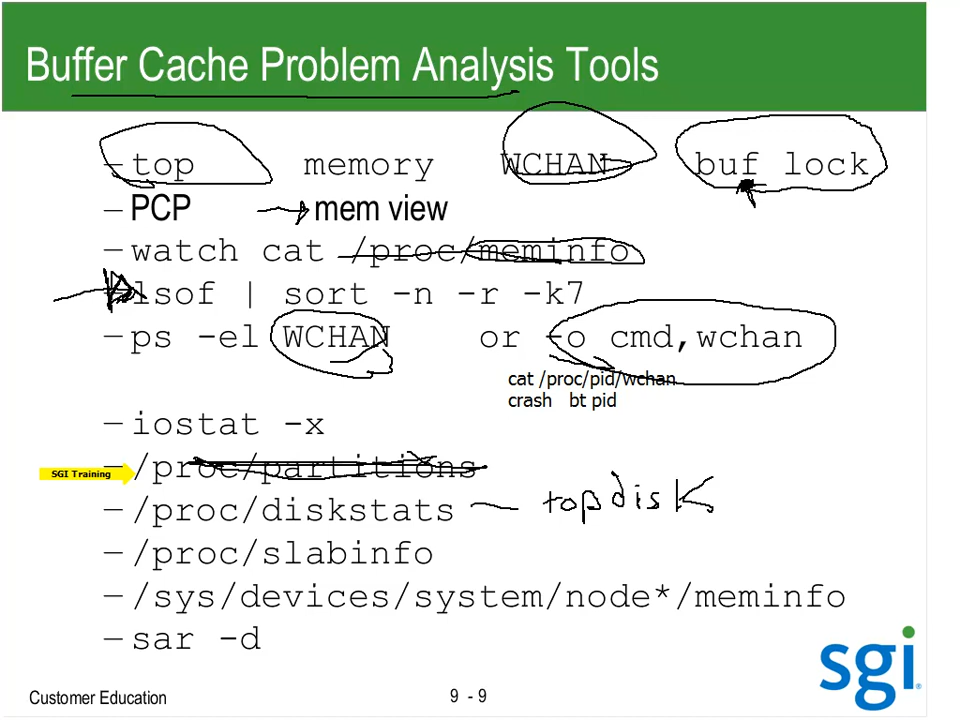 Buffer Cache Problem Analysis Tools
– top memory WCHAN buf lock
– PCP mem view
– watch cat /proc/meminfo
– lsof | sort -n -r -k7
– ps -el WCHAN or -o cmd,wchan
cat /proc/pid/wchan
crash bt pid
– iostat -x
SGI Training
– /proc/partitions
– /proc/diskstats topdisk
– /proc/slabinfo
– /sys/devices/system/node*/meminfo
– sar -d
sgi®
Customer Education
9 - 9